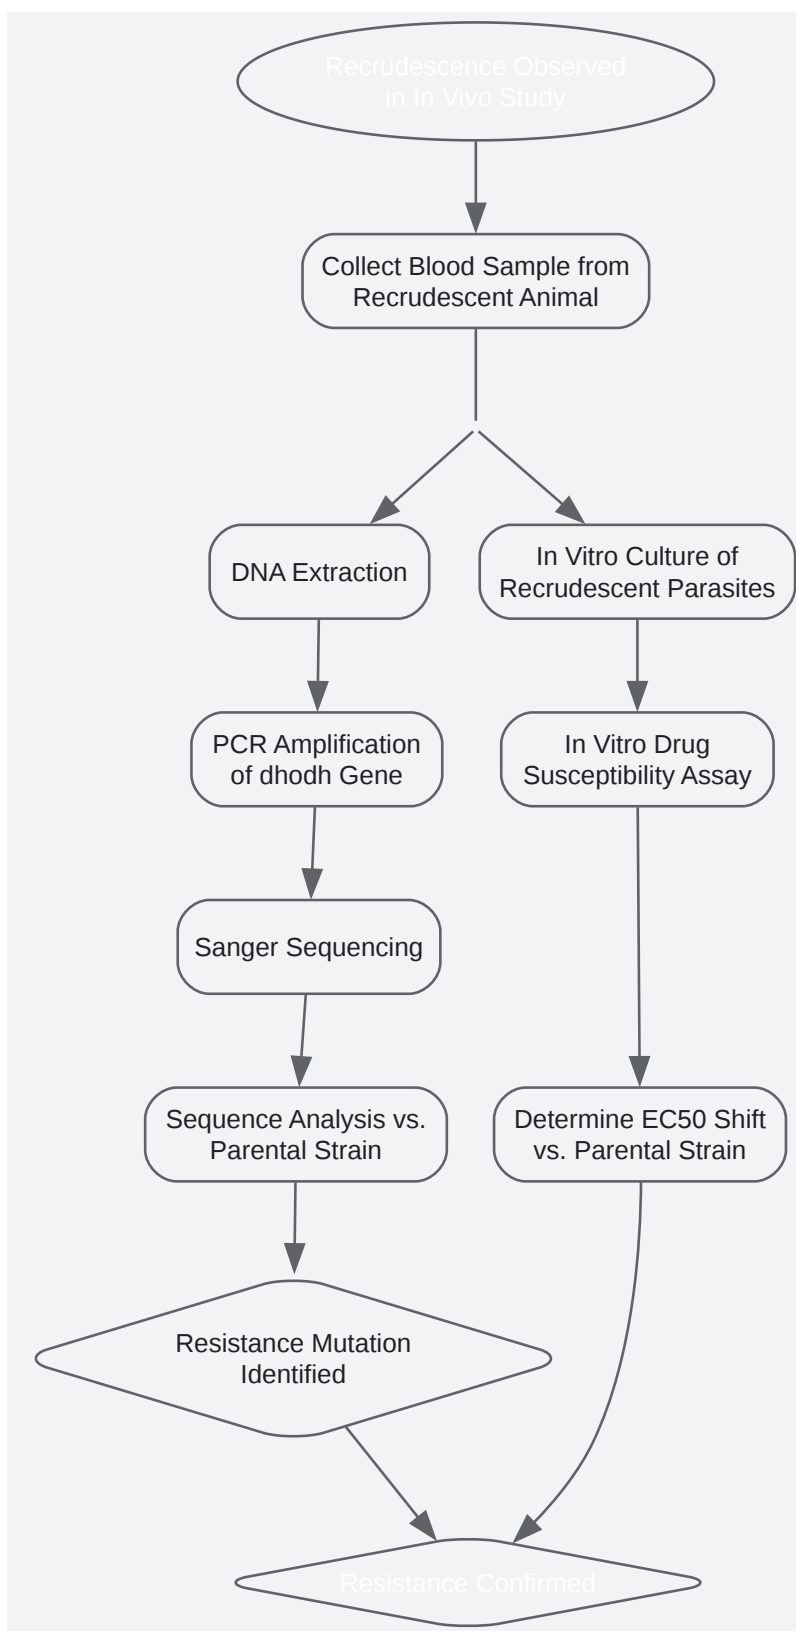 Recrudescence Observed
in In Vivo Study
Collect Blood Sample from
Recrudescent Animal
DNA Extraction
In Vitro Culture of
Recrudescent Parasites
PCR Amplification
of dhodh Gene
In Vitro Drug
Susceptibility Assay
Sanger Sequencing
Sequence Analysis vs.
Parental Strain
Determine EC50 Shift
vs. Parental Strain
Resistance Mutation
Identified
Resistance Confirmed